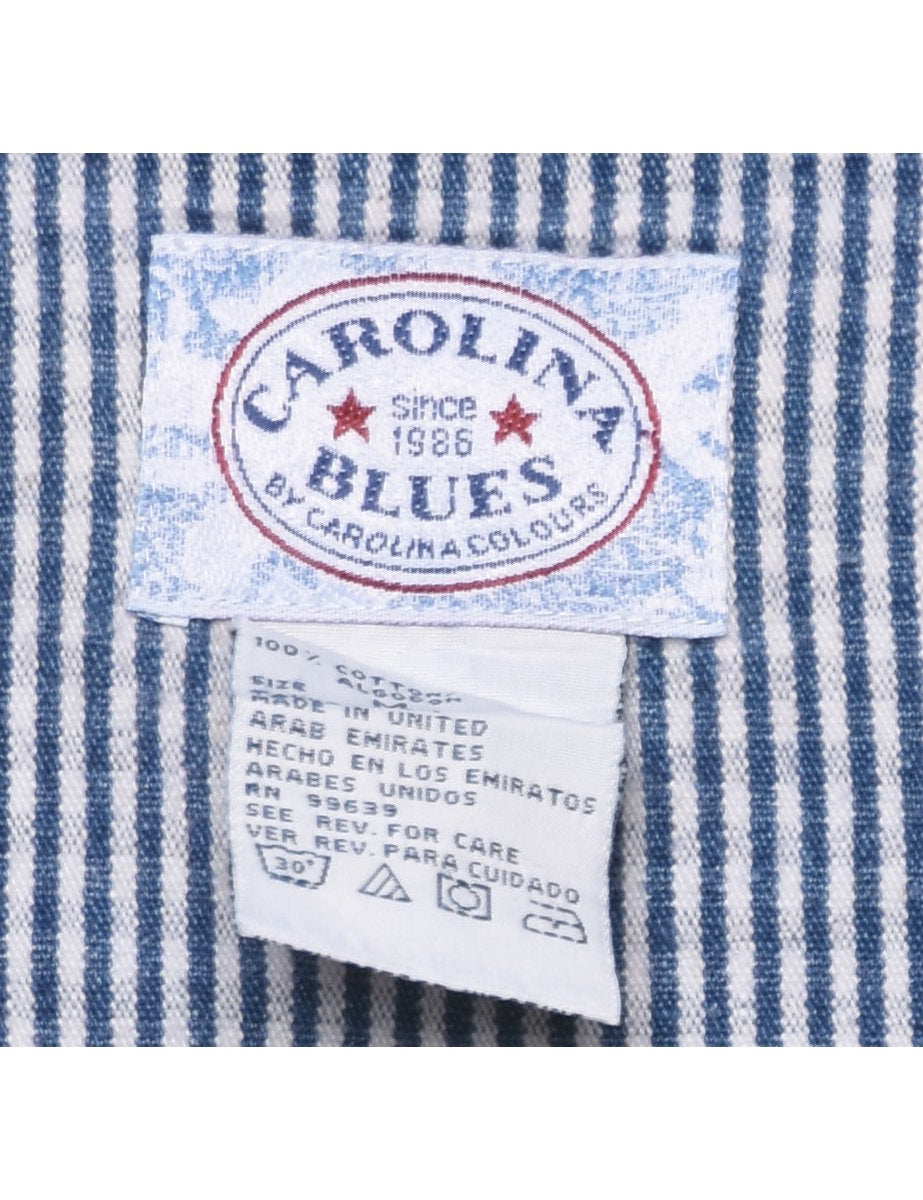 CAROLINA
since
1986
BLUES
BY CAROLINA COLOURS
100% COTTON
ALGODON
SIZE M
MADE IN UNITED
ARAB EMIRATES
HECHO EN LOS EMIRATOS
ARABES UNIDOS
RN 99639
SEE REV. FOR CARE
VER REV. PARA CUIDADO
30°